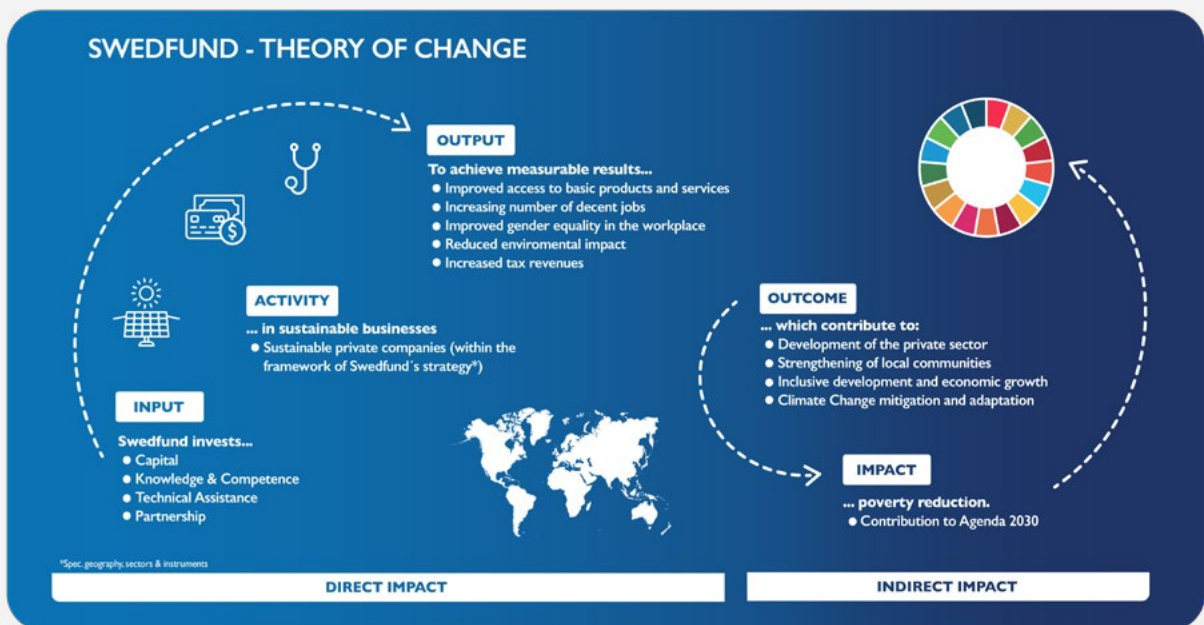 SWEDFUND - THEORY OF CHANGE
OUTPUT
To achieve measurable results...
● Improved access to basic products and services
● Increasing number of decent jobs
● Improved gender equality in the workplace
● Reduced enviromental impact
● Increased tax revenues
ACTIVITY
... in sustainable businesses
● Sustainable private companies (within the
framework of Swedfund´s strategy*)
INPUT
Swedfund invests...
● Capital
● Knowledge & Competence
● Technical Assistance
● Partnership
OUTCOME
... which contribute to:
● Development of the private sector
● Strengthening of local communities
● Inclusive development and economic growth
● Climate Change mitigation and adaptation
IMPACT
... poverty reduction.
● Contribution to Agenda 2030
*Spec. geography, sectors & instruments
DIRECT IMPACT
INDIRECT IMPACT